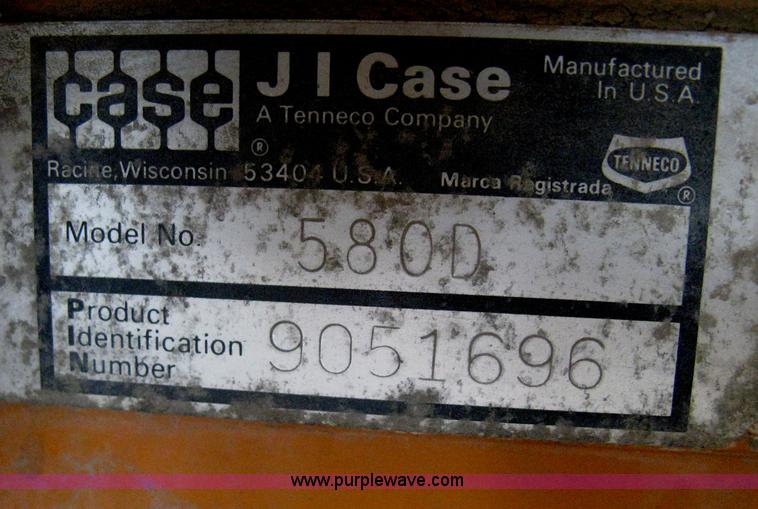 case
J I Case
A Tenneco Company
Manufactured
In U.S.A.
®
Racine, Wisconsin 53404 U.S.A.
Marca Registrada
TENNECO
®
Model No. 580D
Product
Identification
Number
9051696
www.purplewave.com